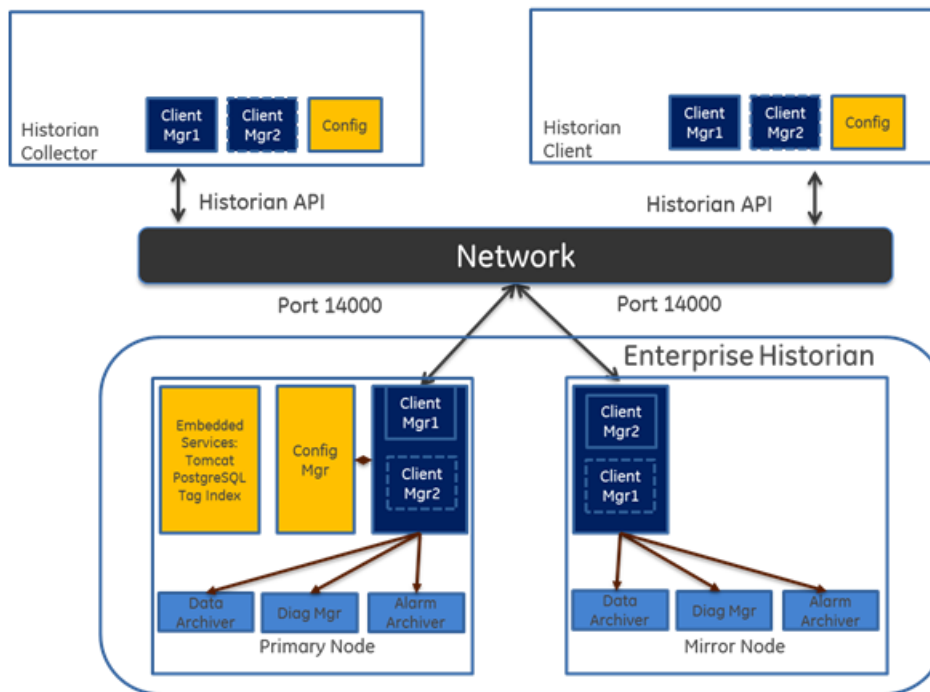 Historian
Collector
Client
Mgr1
Client
Mgr2
Config
Historian
Client
Client
Mgr1
Client
Mgr2
Config
Historian API
Historian API
Network
Port 14000
Port 14000
Enterprise Historian
Embedded
Services:
Tomcat
PostgreSQL
Tag Index
Config
Mgr
Client
Mgr1
Client
Mgr2
Client
Mgr2
Client
Mgr1
Data
Archiver
Diag Mgr
Alarm
Archiver
Primary Node
Data
Archiver
Diag Mgr
Alarm
Archiver
Mirror Node